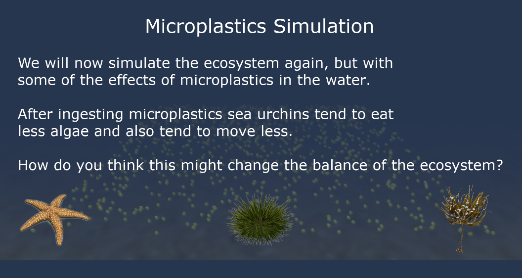 Microplastics Simulation
We will now simulate the ecosystem again, but with
some of the effects of microplastics in the water.
After ingesting microplastics sea urchins tend to eat
less algae and also tend to move less.
How do you think this might change the balance of the ecosystem?